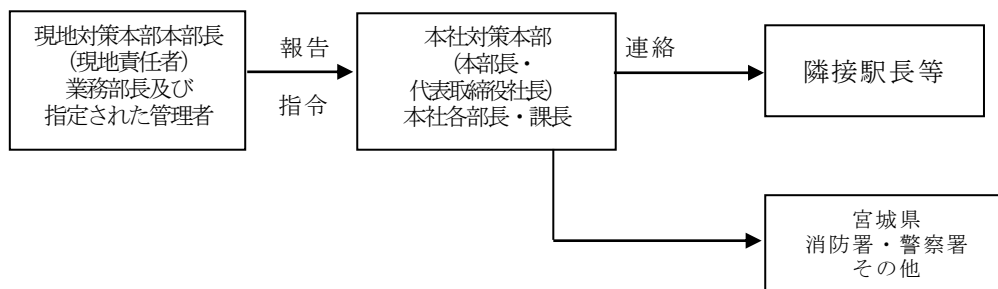 現地対策本部本部長
(現地責任者)
業務部長及び
指定された管理者
報告
指令
本社対策本部
(本部長・
代表取締役社長)
本社各部長・課長
連絡
隣接駅長等
宮城県
消防署・警察署
その他